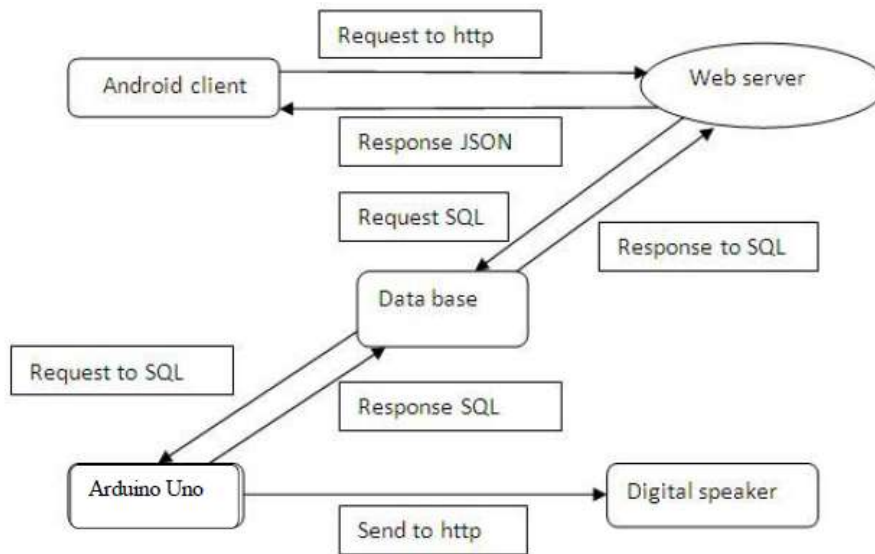 Request to http
Android client
Web server
Response JSON
Request SQL
Response to SQL
Data base
Request to SQL
Response SQL
Arduino Uno
Digital speaker
Send to http